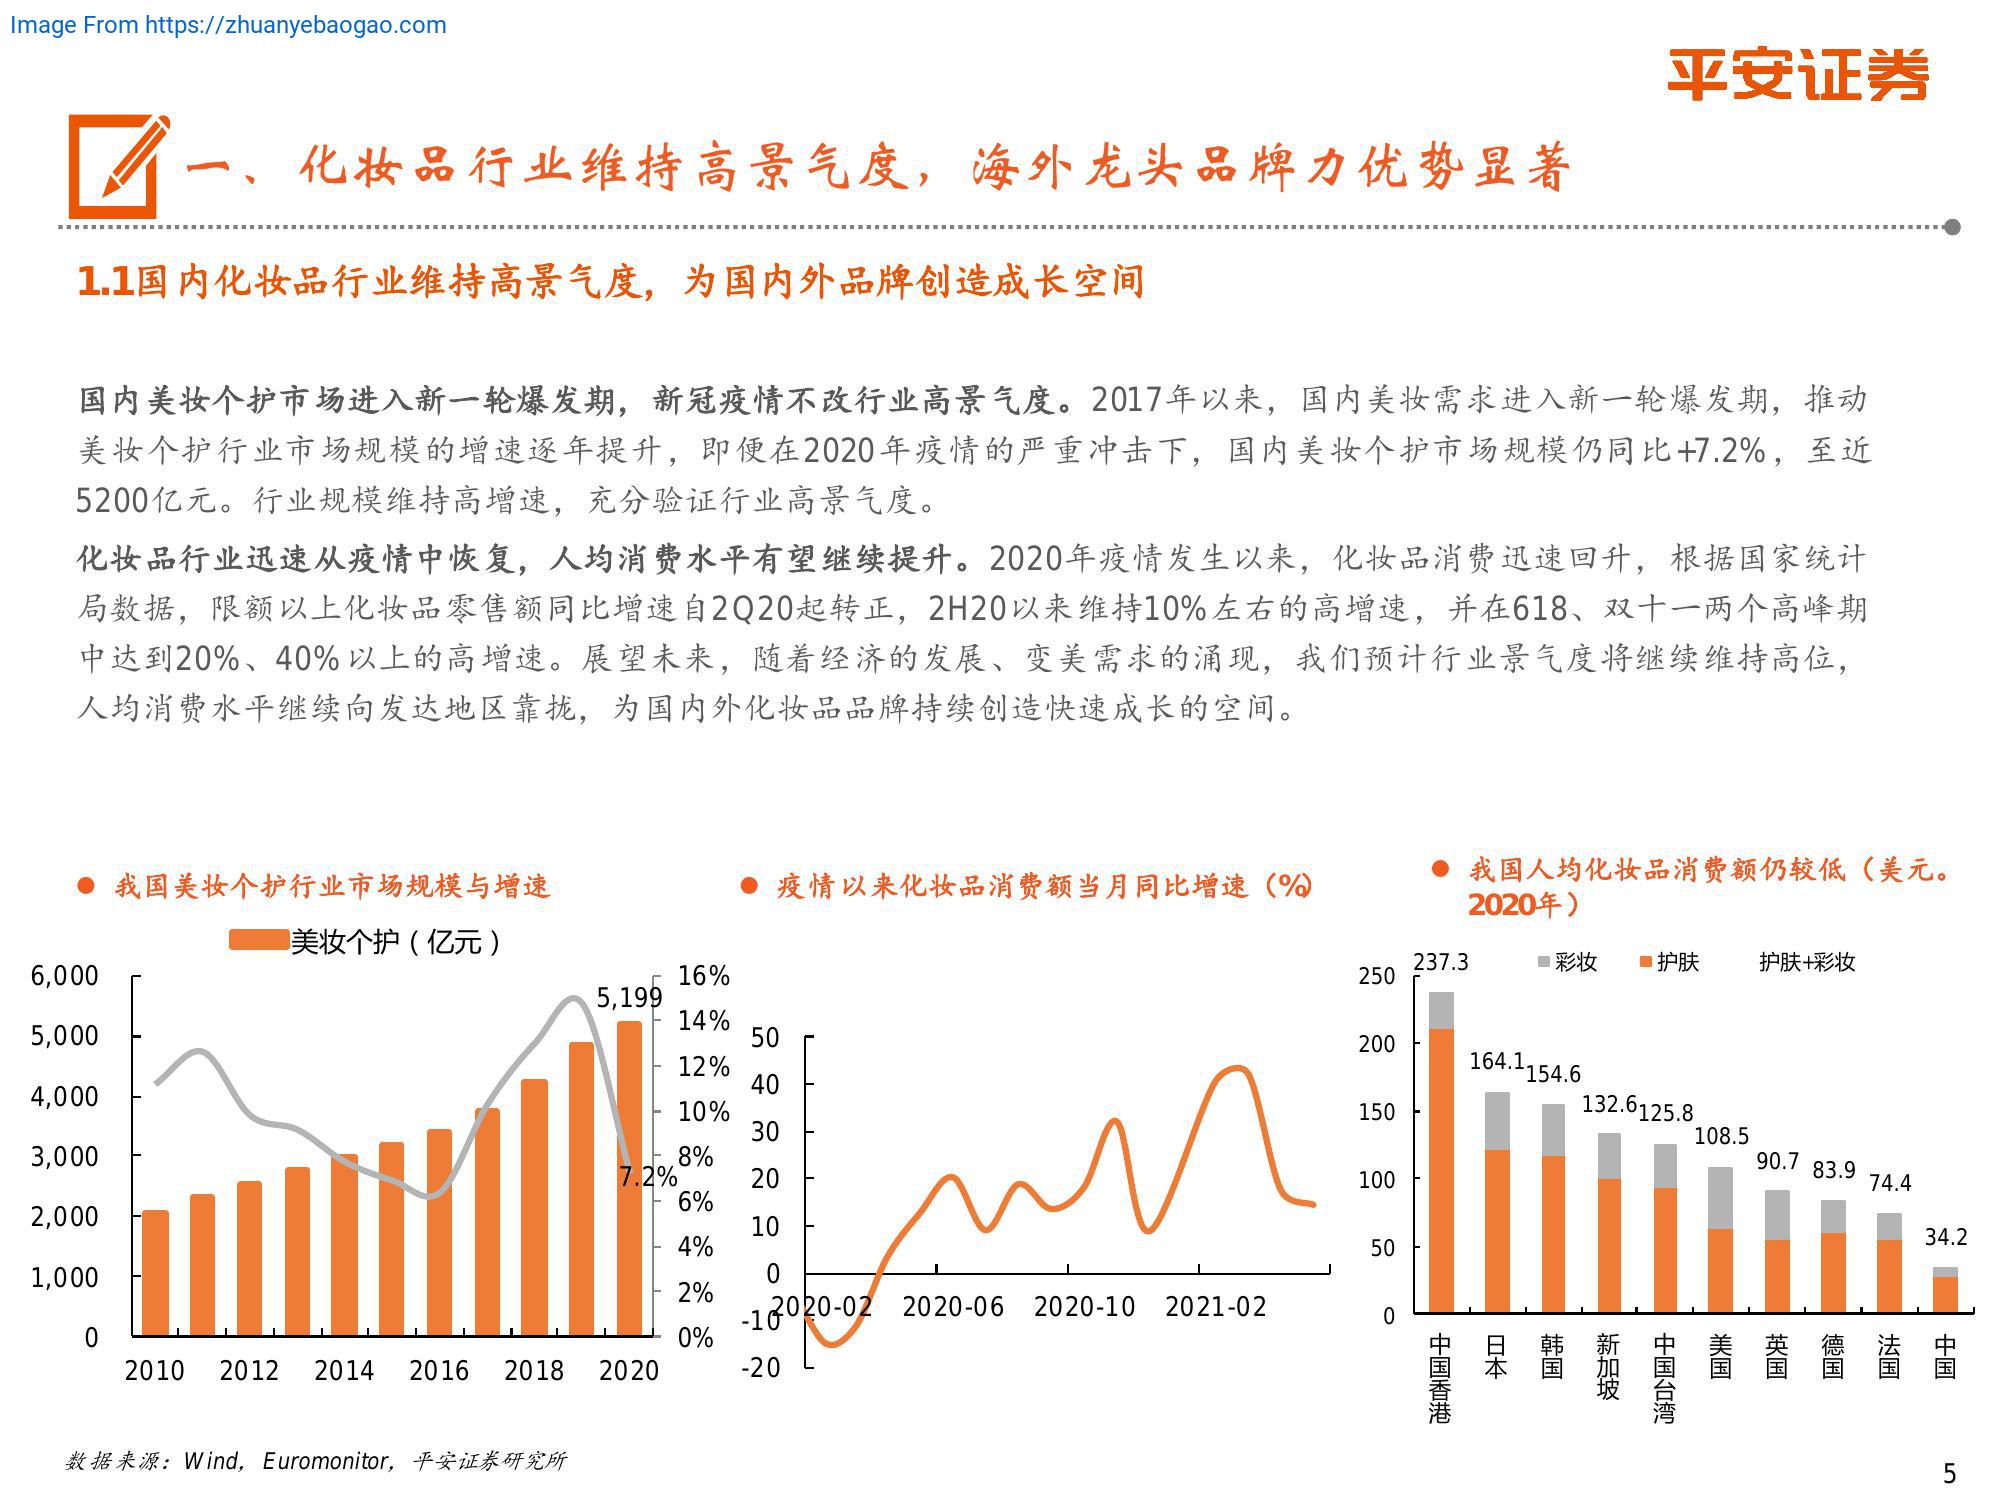 Image From https://zhuanyebaogao.com
平安证券
一、化妆品行业维持高景气度，海外龙头品牌力优势显著
1.1国内化妆品行业维持高景气度，为国内外品牌创造成长空间
国内美妆个护市场进入新一轮爆发期，新冠疫情不改行业高景气度。2017年以来，国内美妆需求进入新一轮爆发期，推动
美妆个护行业市场规模的增速逐年提升，即便在2020年疫情的严重冲击下，国内美妆个护市场规模仍同比+7.2%，至近
5200亿元。行业规模维持高增速，充分验证行业高景气度。
化妆品行业迅速从疫情中恢复，人均消费水平有望继续提升。2020年疫情发生以来，化妆品消费迅速回升，根据国家统计
局数据，限额以上化妆品零售额同比增速自2Q20起转正，2H20以来维持10%左右的高增速，并在618、双十一两个高峰期
中达到20%、40%以上的高增速。展望未来，随着经济的发展、变美需求的涌现，我们预计行业景气度将继续维持高位，
人均消费水平继续向发达地区靠拢，为国内外化妆品品牌持续创造快速成长的空间。
● 我国美妆个护行业市场规模与增速
美妆个护（亿元）
6,000
5,000
4,000
3,000
2,000
1,000
0
16%
14%
12%
10%
8%
6%
4%
2%
0%
5,199
7.2%
2010 2012 2014 2016 2018 2020
● 疫情以来化妆品消费额当月同比增速（%）
50
40
30
20
10
0
-10
-20
2020-02 2020-06 2020-10 2021-02
● 我国人均化妆品消费额仍较低（美元。
2020年）
彩妆 护肤 护肤+彩妆
250
200
150
100
50
0
237.3
164.1
154.6
132.6
125.8
108.5
90.7
83.9
74.4
34.2
中国香港
日本
韩国
新加坡
中国台湾
美国
英国
德国
法国
中国
数据来源：Wind，Euromonitor，平安证券研究所
5